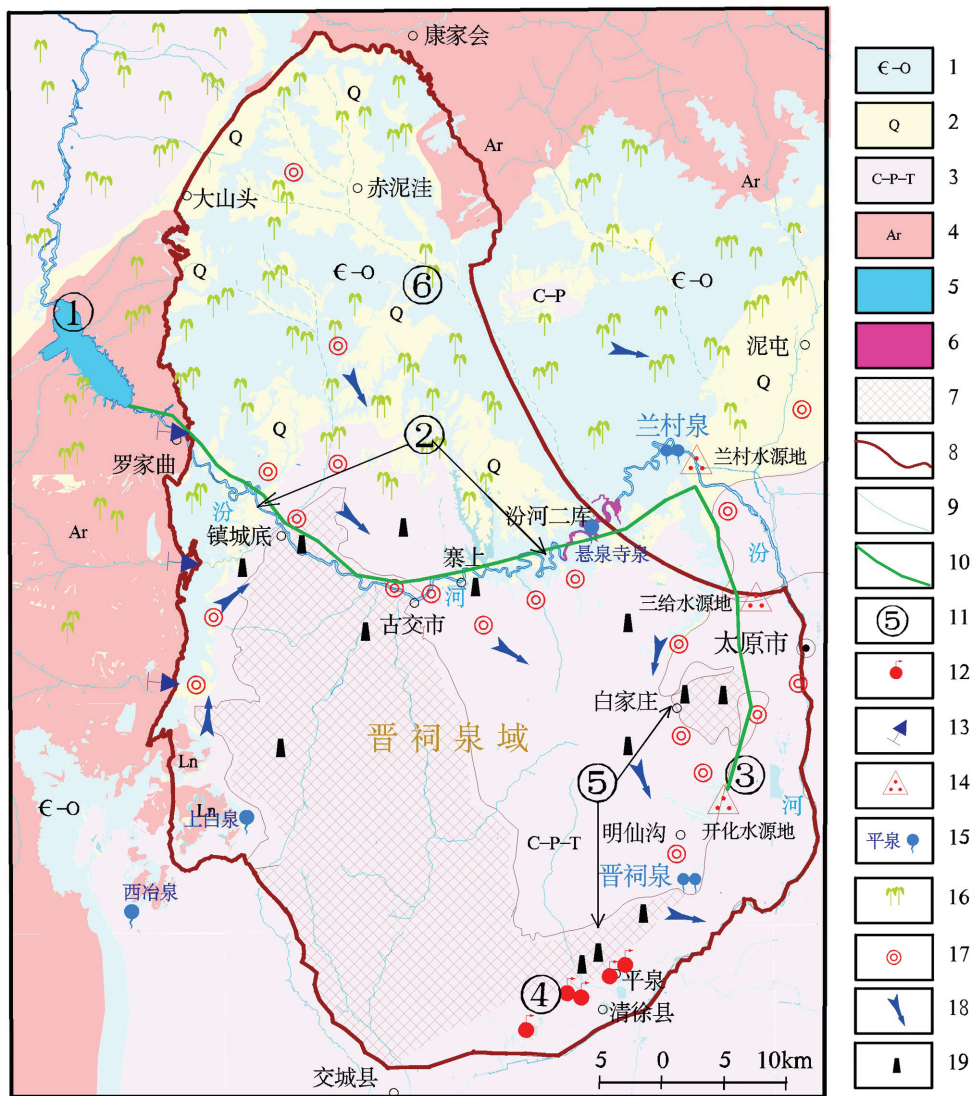 康家会
Q
Є-O
1
Q
Ar
Q
2
Q
C-P-T
3
大山头
赤泥洼
Ar
Ar
4
Q
Є-O
⑥
Є-O
5
①
C-P
Q
6
泥屯
Q
7
②
兰村泉
Q
Q
兰村水源地
8
罗家曲
汾
汾河二库
9
Ar
镇城底
悬泉寺泉
汾
10
寨上
河
三给水源地
⑤
11
古交市
太原市
12
白家庄
晋祠泉域
13
Ln
⑤
③
14
Є-O
Ln
河
上白泉
C-P-T
明仙沟
开化水源地
平泉
15
西冶泉
晋祠泉
16
17
④
平泉
清徐县
18
5
0
5
10km
交城县
19